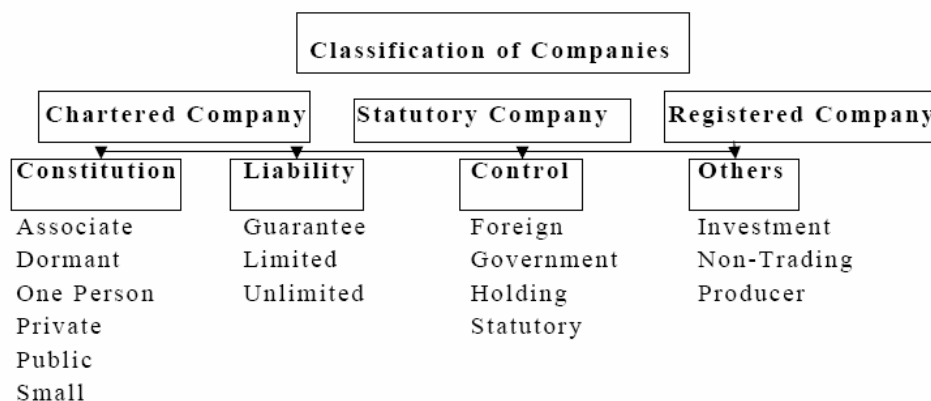 Classification of Companies
Chartered Company
Statutory Company
Registered Company
Constitution
Associate
Dormant
One Person
Private
Public
Small
Liability
Guarantee
Limited
Unlimited
Control
Foreign
Government
Holding
Statutory
Others
Investment
Non-Trading
Producer